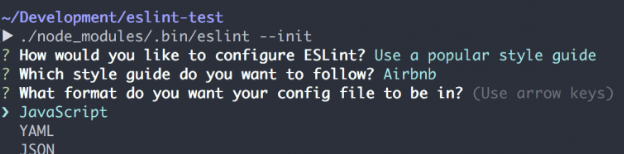 ~/Development/eslint-test
▶ ./node_modules/.bin/eslint --init
? How would you like to configure ESLint? Use a popular style guide
? Which style guide do you want to follow? Airbnb
? What format do you want your config file to be in? (Use arrow keys)
❯ JavaScript
YAML
JSON